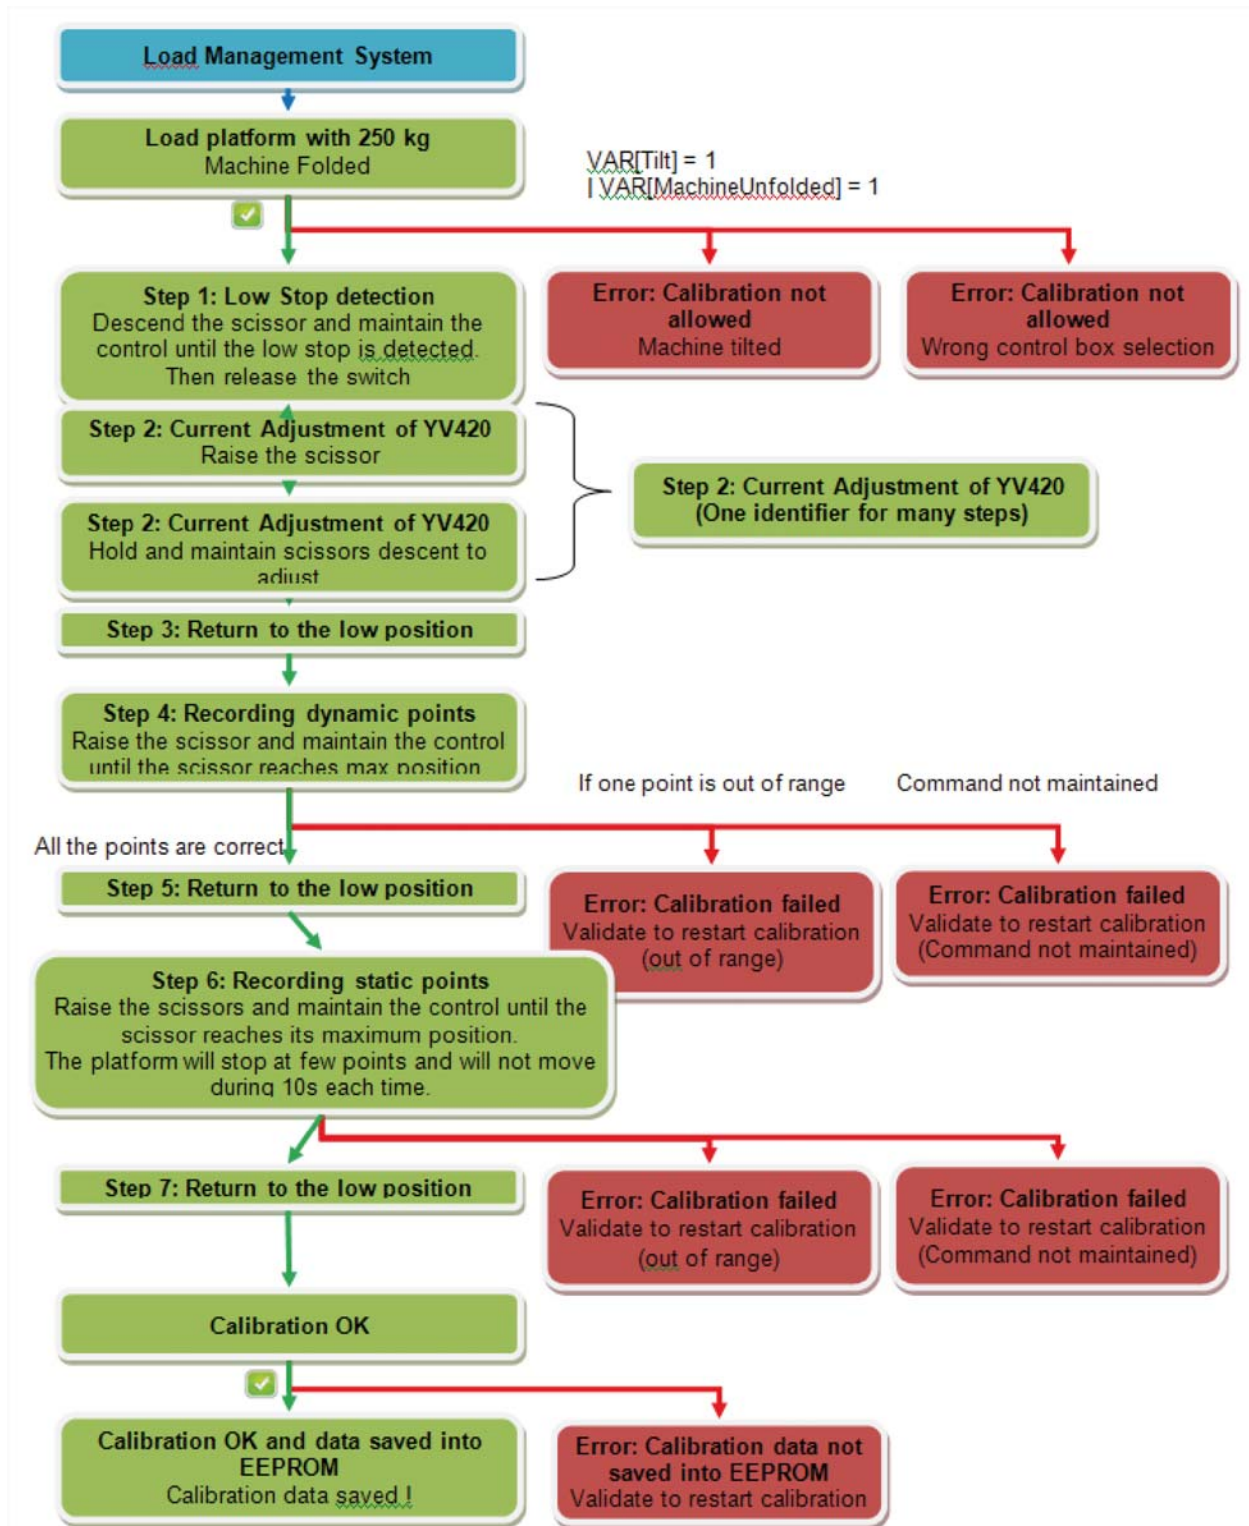 Load Management System
Load platform with 250 kg
Machine Folded
VAR[Tilt] = 1
| VAR[MachineUnfolded] = 1
Step 1: Low Stop detection
Descend the scissor and maintain the
control until the low stop is detected.
Then release the switch
Error: Calibration not
allowed
Machine tilted
Error: Calibration not
allowed
Wrong control box selection
Step 2: Current Adjustment of YV420
Raise the scissor
Step 2: Current Adjustment of YV420
Hold and maintain scissors descent to
adjust
Step 2: Current Adjustment of YV420
(One identifier for many steps)
Step 3: Return to the low position
Step 4: Recording dynamic points
Raise the scissor and maintain the control
until the scissor reaches max position
If one point is out of range
Command not maintained
All the points are correct
Step 5: Return to the low position
Error: Calibration failed
Validate to restart calibration
(out of range)
Error: Calibration failed
Validate to restart calibration
(Command not maintained)
Step 6: Recording static points
Raise the scissors and maintain the control until the
scissor reaches its maximum position.
The platform will stop at few points and will not move
during 10s each time.
Step 7: Return to the low position
Error: Calibration failed
Validate to restart calibration
(out of range)
Error: Calibration failed
Validate to restart calibration
(Command not maintained)
Calibration OK
Calibration OK and data saved into
EEPROM
Calibration data saved !
Error: Calibration data not
saved into EEPROM
Validate to restart calibration